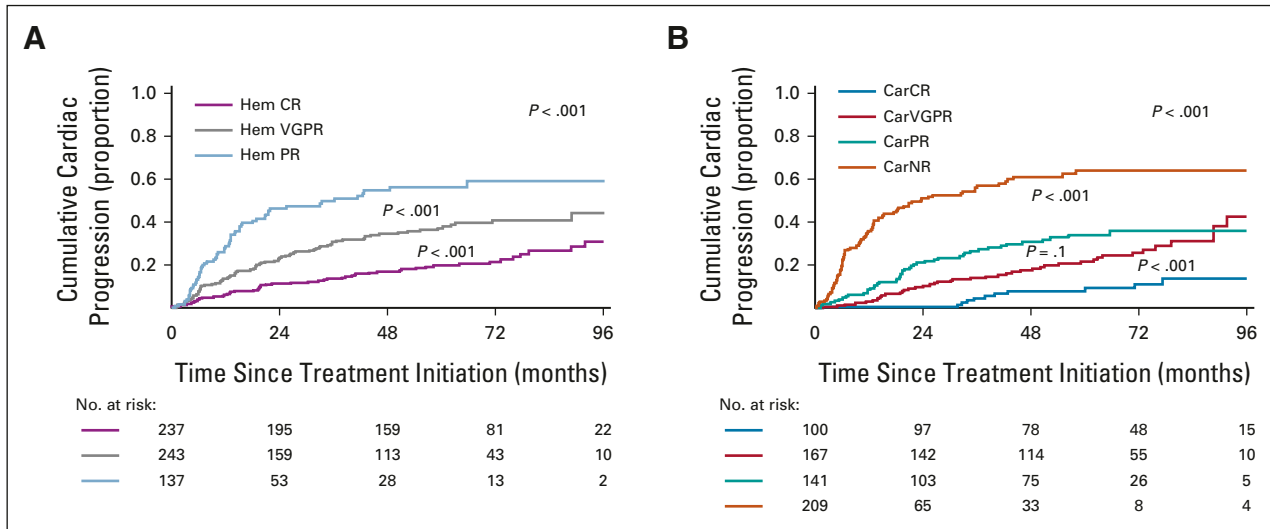 A
Cumulative Cardiac
Progression (proportion)
1.0
0.8
0.6
0.4
0.2
Hem CR
Hem VGPR
Hem PR
P < .001
P < .001
P < .001
0 24 48 72 96
Time Since Treatment Initiation (months)
No. at risk:
237 195 159 81 22
243 159 113 43 10
137 53 28 13 2
B
Cumulative Cardiac
Progression (proportion)
1.0
0.8
0.6
0.4
0.2
CarCR
CarVGPR
CarPR
CarNR
P < .001
P < .001
P = .1
P < .001
0 24 48 72 96
Time Since Treatment Initiation (months)
No. at risk:
100 97 78 48 15
167 142 114 55 10
141 103 75 26 5
209 65 33 8 4